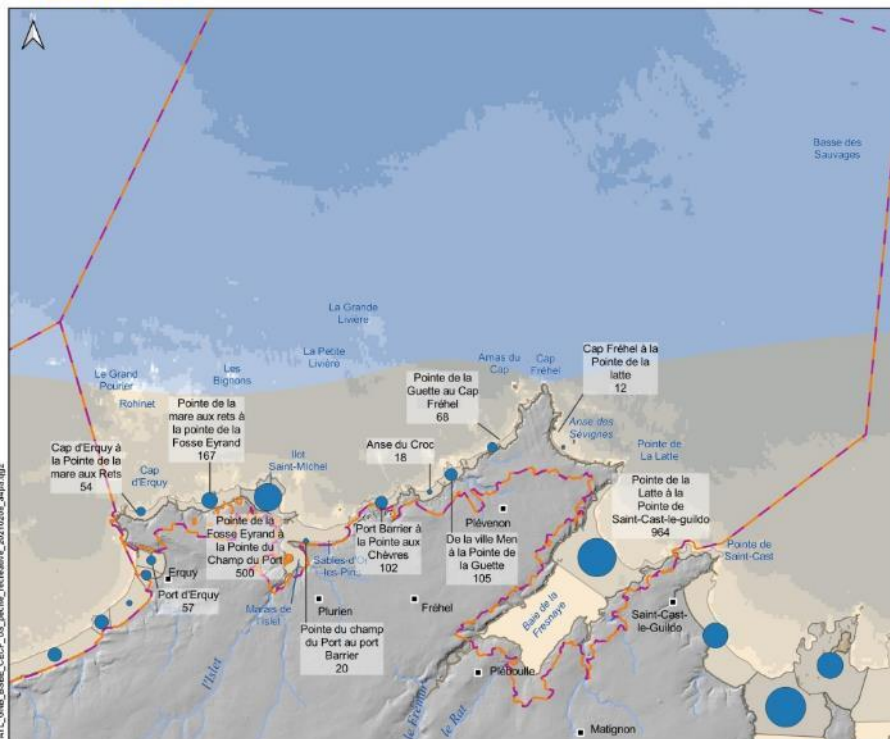 Basse des
Sauvages
La Grande
Livière
La Petite
Livière
Les
Bignons
Le Grand
Pourier
Rohinet
Amas du
Cap
Cap
Fréhel
Cap Fréhel à la
Pointe de la
latte
12
Pointe de la
Guette au Cap
Fréhel
68
Pointe de la
mare aux rets à
la pointe de la
Fosse Eyrand
167
Cap d'Erquy à
la Pointe de la
mare aux Rets
54
Cap
d'Erquy
Ilot
Saint-Michel
Anse du Croc
18
Anse des
Sévignés
Pointe de
La Latte
Pointe de la
Latte à la
Pointe de
Saint-Cast-le-guildo
964
Pointe de la
Fosse Eyrand à
la Pointe du
Champ du Port
500
Port Barrier à
la Pointe aux
Chèvres
102
Plévenon
De la ville Men
à la Pointe de
la Guette
105
Pointe de
Saint-Cast
Erquy
Port d'Erquy
57
Sables-d'Or
-les-Pins
Marais de
l'Islet
Plurien
Fréhel
Baie de la
Fresnaye
Saint-Cast-
le-Guildo
Pointe du champ
du Port au port
Barrier
20
l'Islet
le Frémur
le Rat
Pléboulle
Matignon